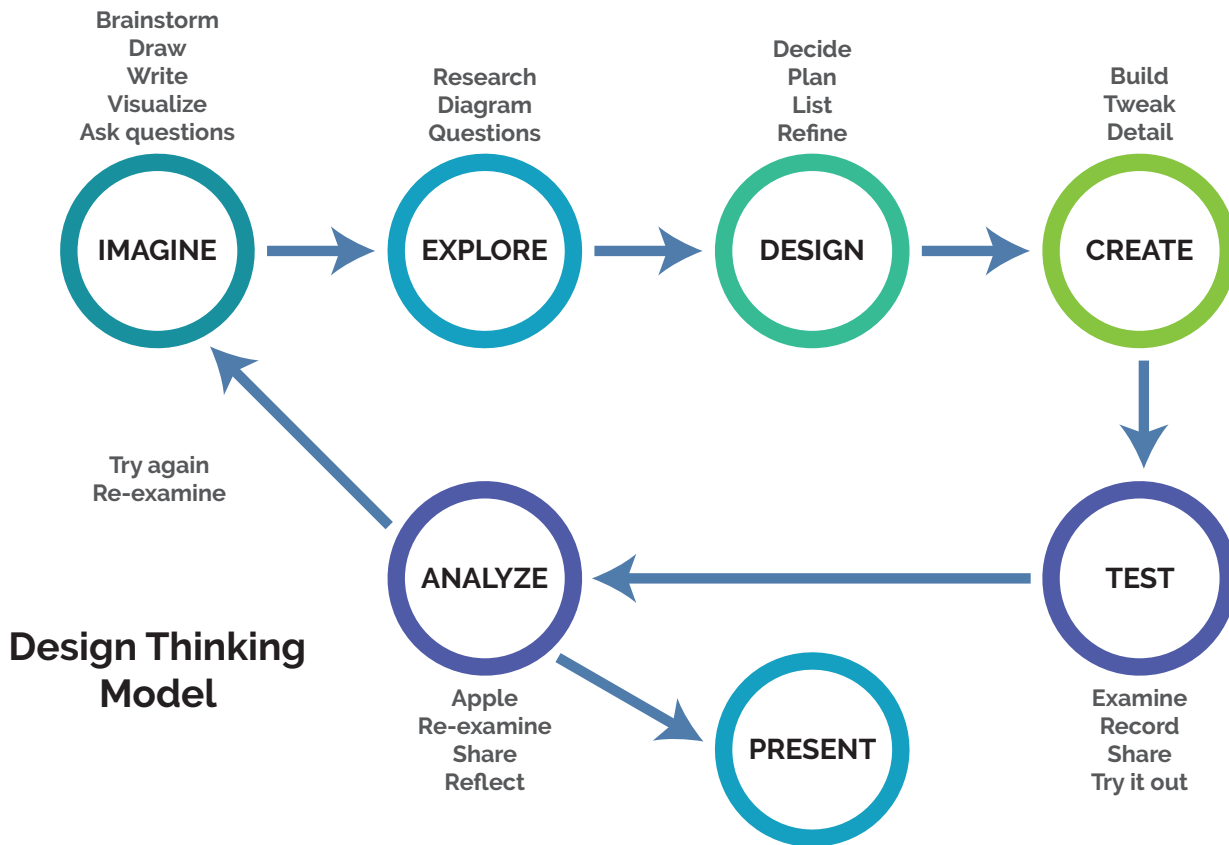 Brainstorm
Draw
Write
Visualize
Ask questions
IMAGINE
Research
Diagram
Questions
EXPLORE
Decide
Plan
List
Refine
DESIGN
Build
Tweak
Detail
CREATE
Try again
Re-examine
ANALYZE
Apple
Re-examine
Share
Reflect
TEST
Examine
Record
Share
Try it out
PRESENT
Design Thinking
Model